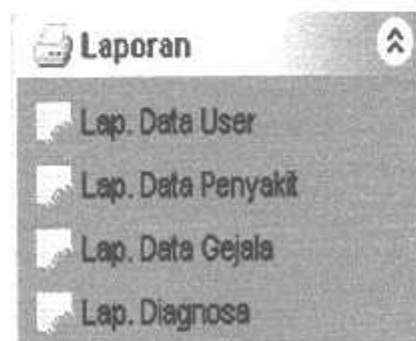 Laporan
Lap. Data User
Lap. Data Penyakit
Lap. Data Gejala
Lap. Diagnosa